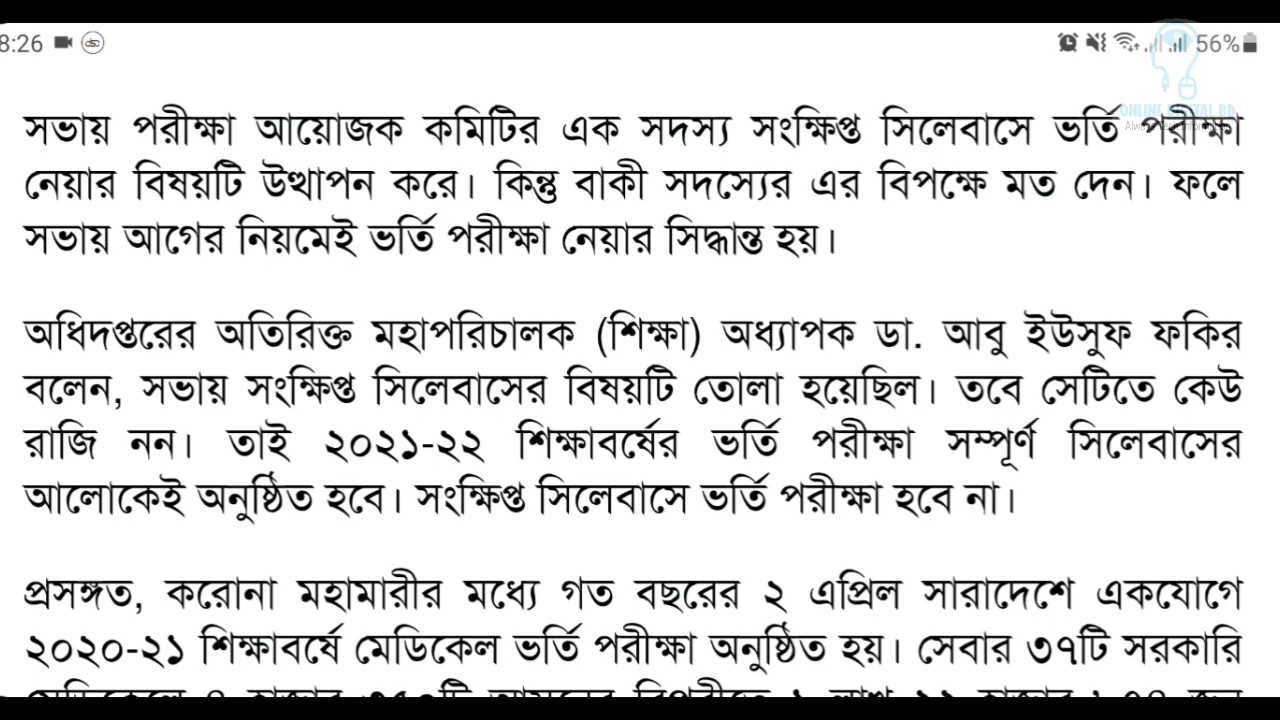 8:26
56%
ONLINE DIGITAL BD
সভায় পরীক্ষা আয়োজক কমিটির এক সদস্য সংক্ষিপ্ত সিলেবাসে ভর্তি পরীক্ষা
নেয়ার বিষয়টি উত্থাপন করে। কিন্তু বাকী সদস্যের এর বিপক্ষে মত দেন। ফলে
সভায় আগের নিয়মেই ভর্তি পরীক্ষা নেয়ার সিদ্ধান্ত হয়।
অধিদপ্তরের অতিরিক্ত মহাপরিচালক (শিক্ষা) অধ্যাপক ডা. আবু ইউসুফ ফকির
বলেন, সভায় সংক্ষিপ্ত সিলেবাসের বিষয়টি তোলা হয়েছিল। তবে সেটিতে কেউ
রাজি নন। তাই ২০২১-২২ শিক্ষাবর্ষের ভর্তি পরীক্ষা সম্পূর্ণ সিলেবাসের
আলোকেই অনুষ্ঠিত হবে। সংক্ষিপ্ত সিলেবাসে ভর্তি পরীক্ষা হবে না।
প্রসঙ্গত, করোনা মহামারীর মধ্যে গত বছরের ২ এপ্রিল সারাদেশে একযোগে
২০২০-২১ শিক্ষাবর্ষে মেডিকেল ভর্তি পরীক্ষা অনুষ্ঠিত হয়। সেবার ৩৭টি সরকারি